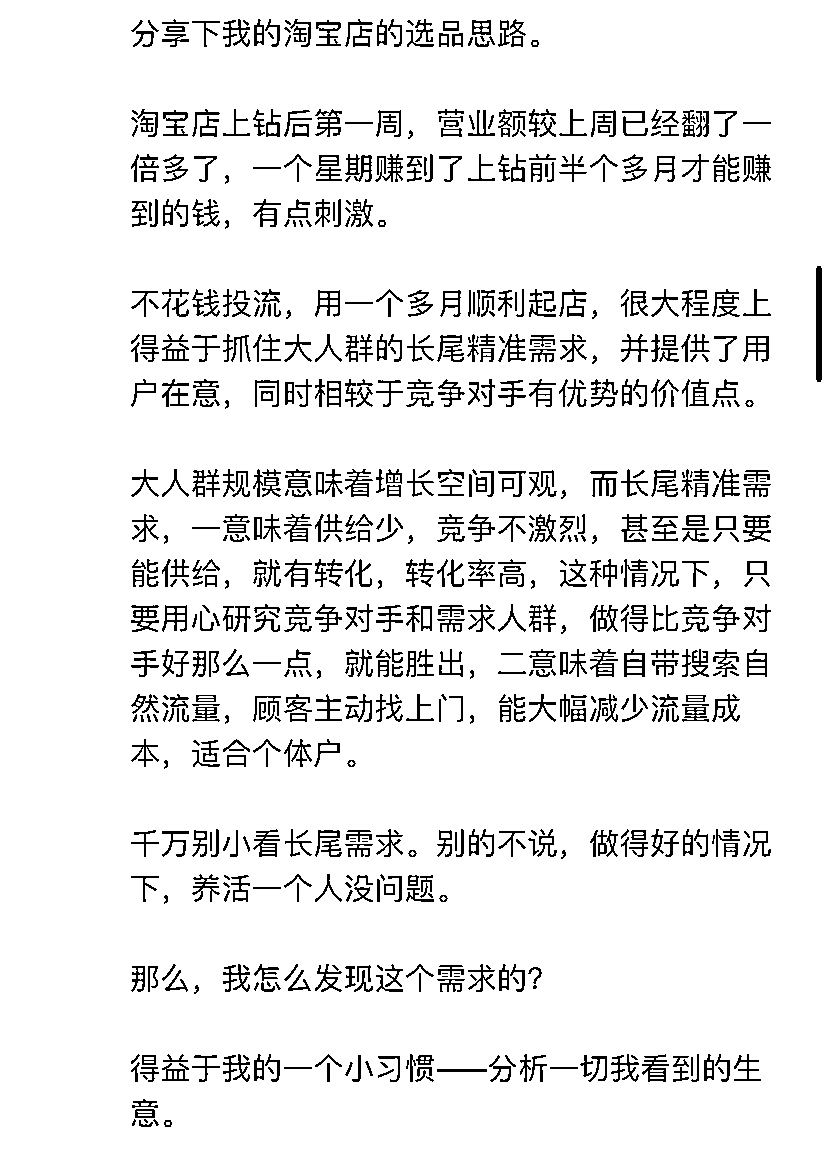 分享下我的淘宝店的选品思路。
淘宝店上钻后第一周，营业额较上周已经翻了一
倍多了，一个星期赚到了上钻前半个多月才能赚
到的钱，有点刺激。
不花钱投流，用一个多月顺利起店，很大程度上
得益于抓住大人群的长尾精准需求，并提供了用
户在意，同时相较于竞争对手有优势的价值点。
大人群规模意味着增长空间可观，而长尾精准需
求，一意味着供给少，竞争不激烈，甚至是只要
能供给，就有转化，转化率高，这种情况下，只
要用心研究竞争对手和需求人群，做得比竞争对
手好那么一点，就能胜出，二意味着自带搜索自
然流量，顾客主动找上门，能大幅减少流量成
本，适合个体户。
千万别小看长尾需求。别的不说，做得好的情况
下，养活一个人没问题。
那么，我怎么发现这个需求的？
得益于我的一个小习惯——分析一切我看到的生
意。